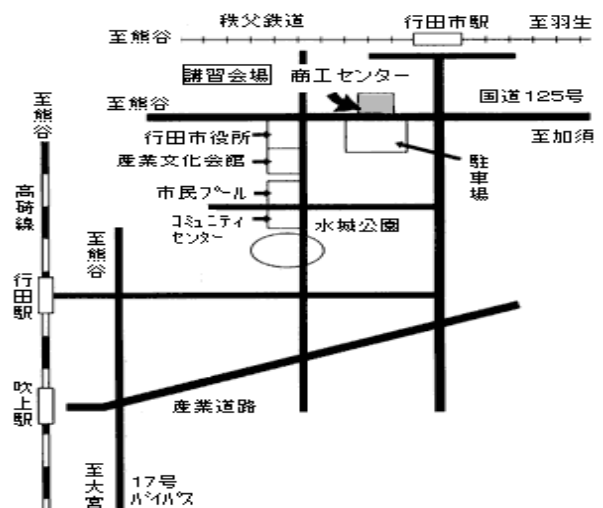 秩父鉄道
行田市駅
至羽生
至熊谷
講習会場
商工センター
国道125号
至熊谷
至加須
至熊谷
行田市役所
産業文化会館
駐車場
高碕線
市民プール
コミュニティ
センター
水城公園
至熊谷
行田駅
吹上駅
産業道路
至大宮
17号
バイパス